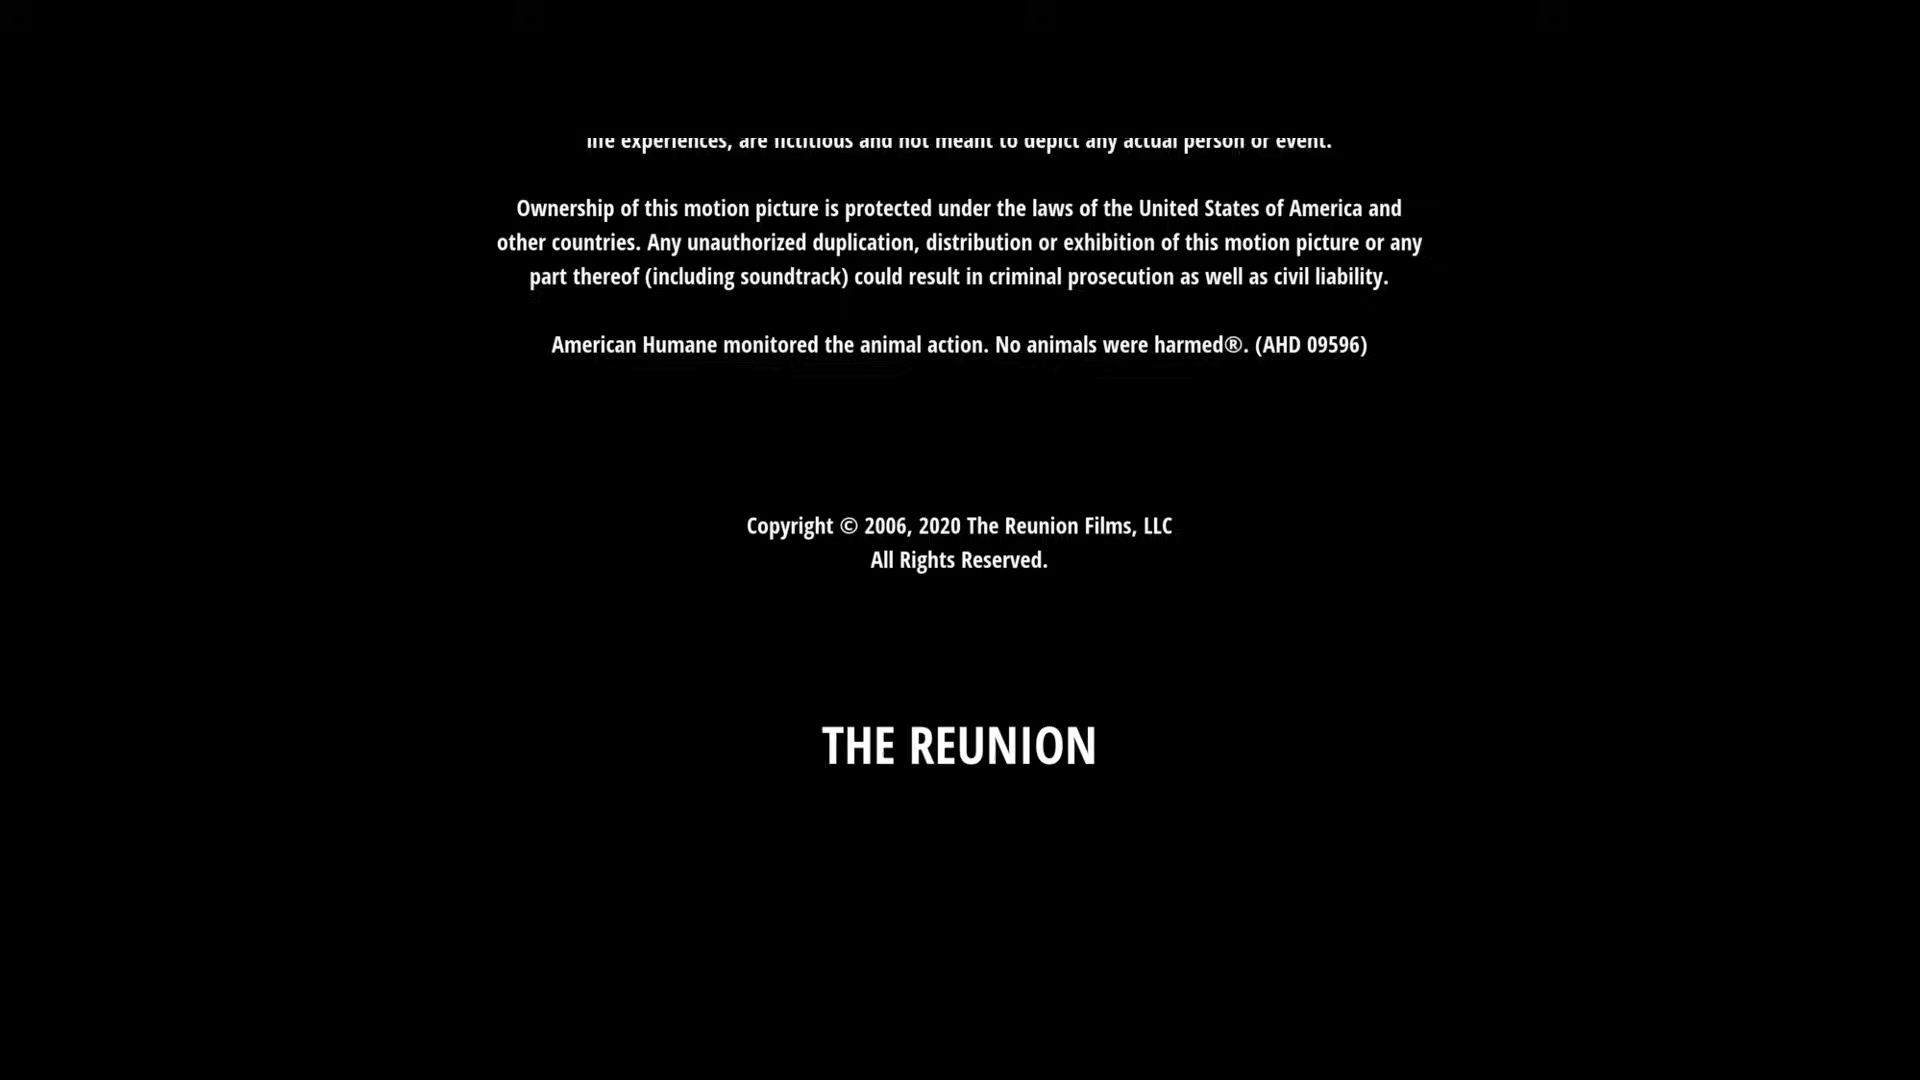 life experiences, are fictitious and not meant to depict any actual person or event.
Ownership of this motion picture is protected under the laws of the United States of America and
other countries. Any unauthorized duplication, distribution or exhibition of this motion picture or any
part thereof (including soundtrack) could result in criminal prosecution as well as civil liability.
American Humane monitored the animal action. No animals were harmed®. (AHD 09596)
Copyright © 2006, 2020 The Reunion Films, LLC
All Rights Reserved.
THE REUNION